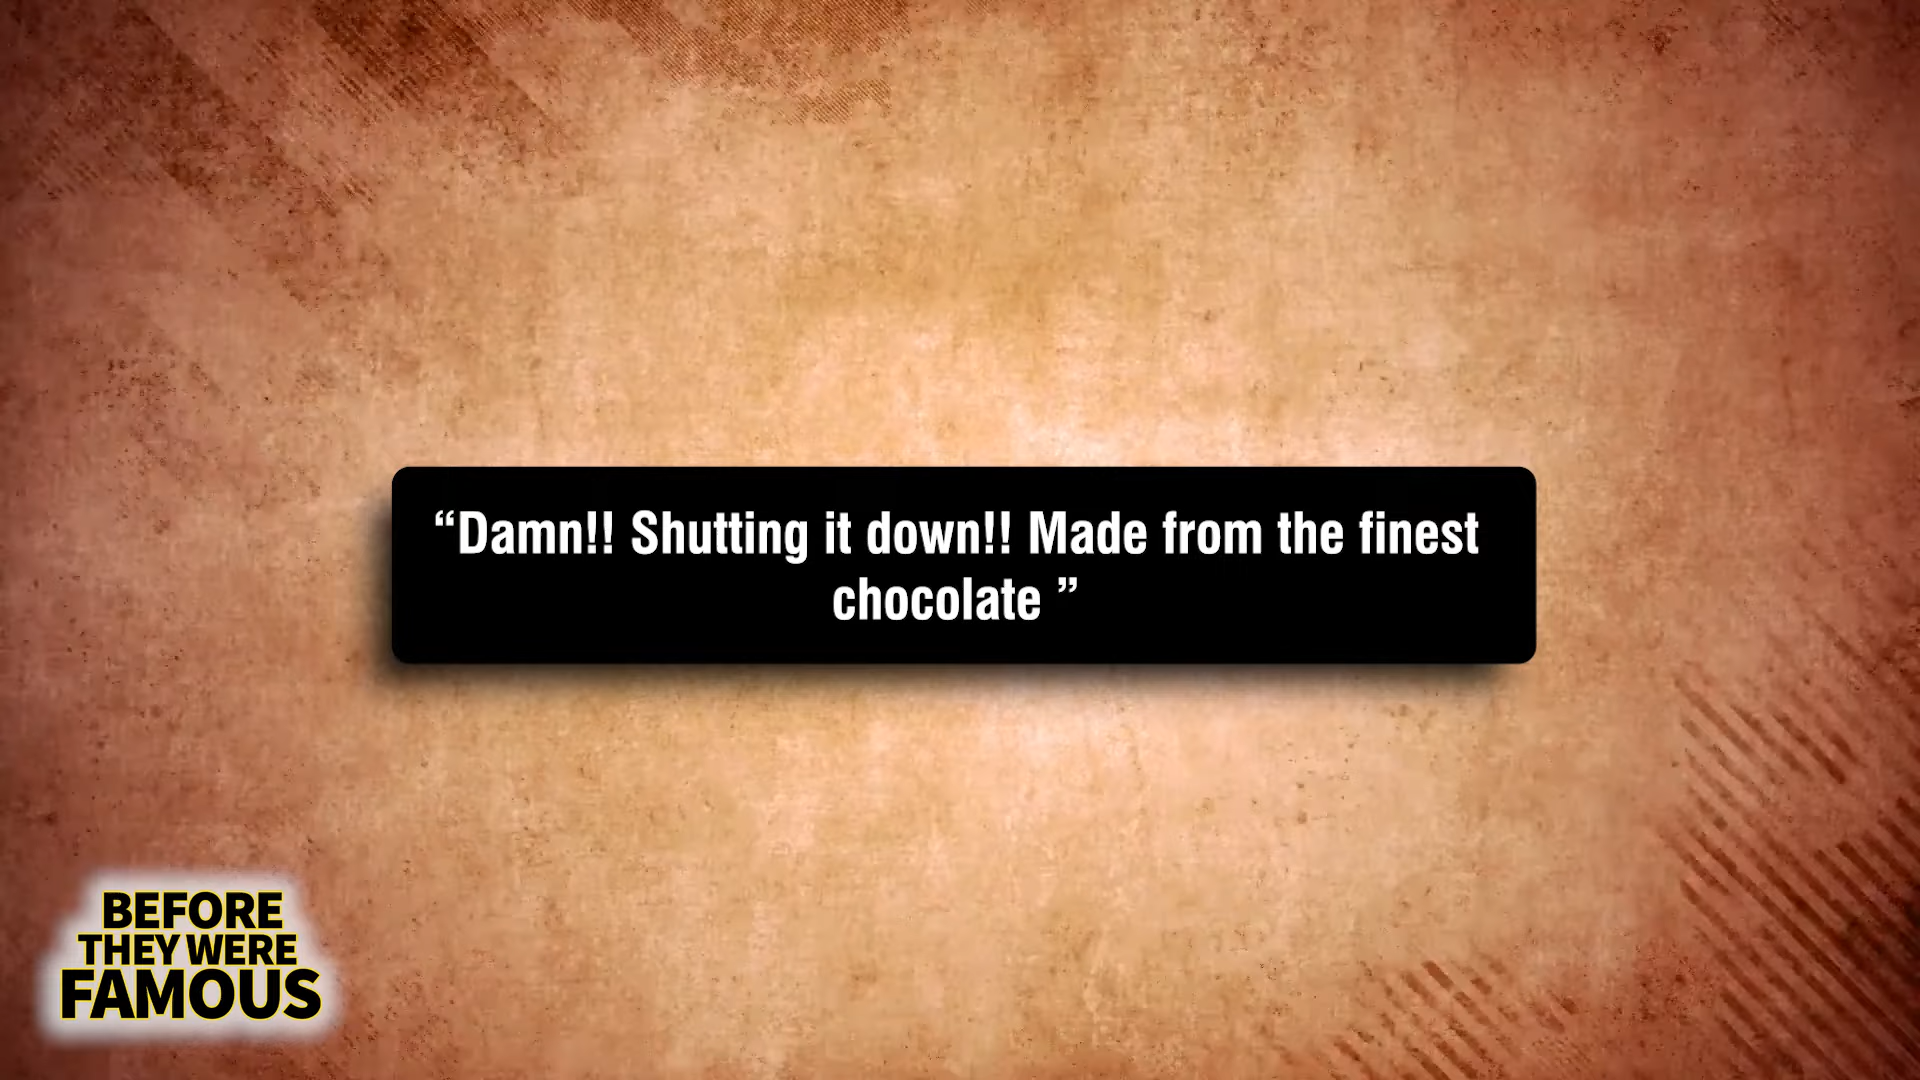 “Damn!! Shutting it down!! Made from the finest
chocolate ”
BEFORE
THEY WERE
FAMOUS